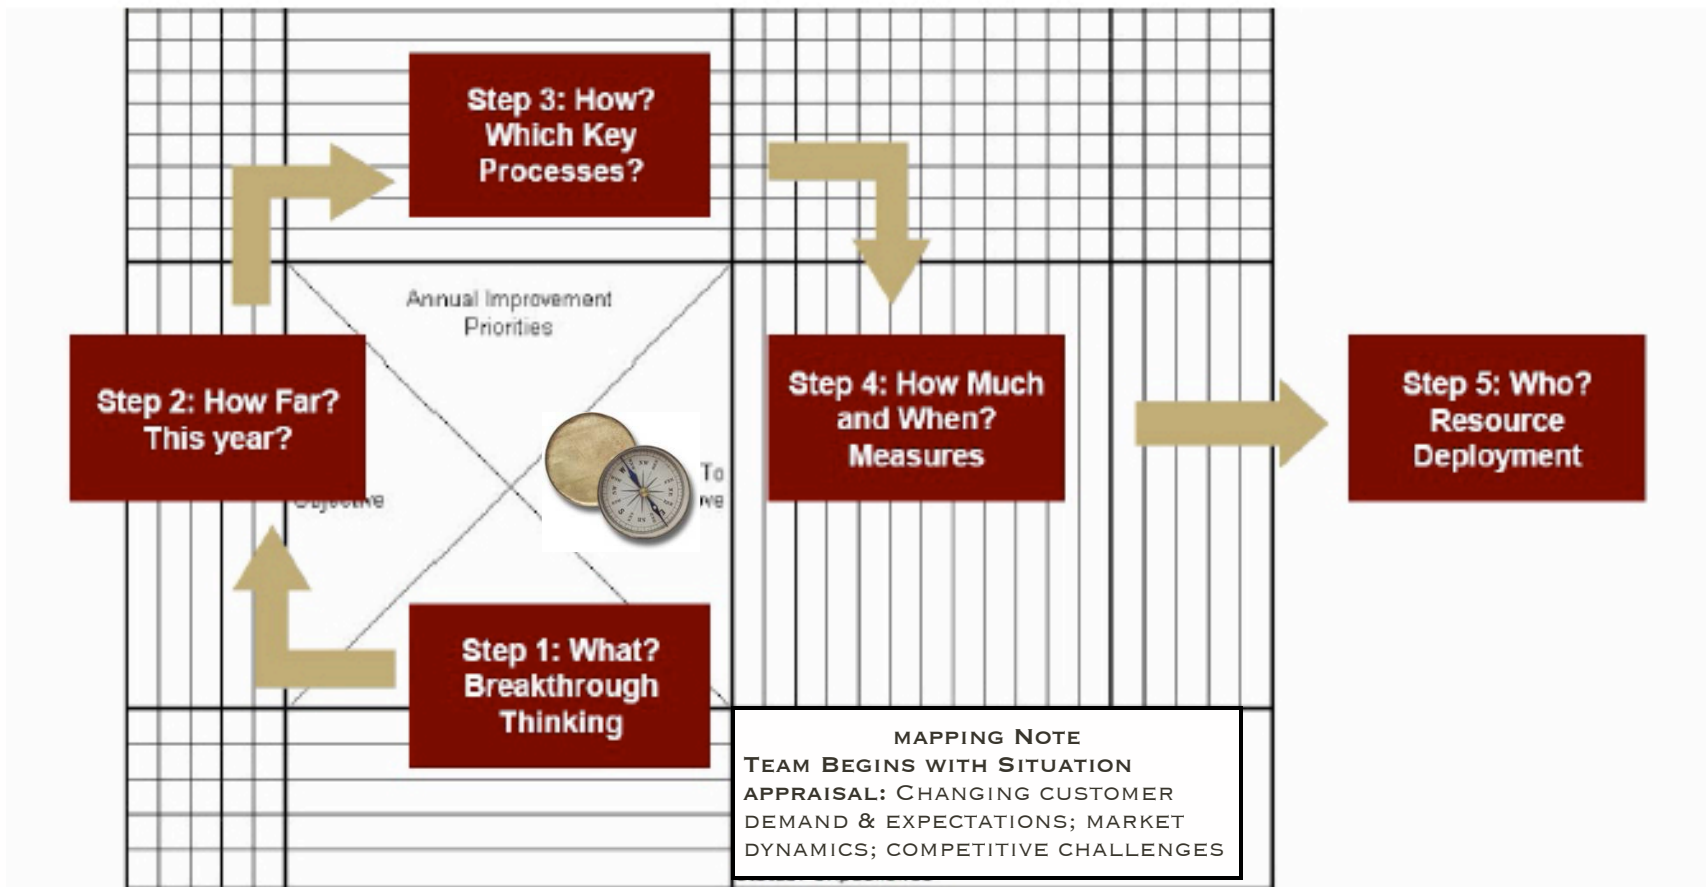 Step 3: How?
Which Key
Processes?
Annual Improvement
Priorities
Step 2: How Far?
This year?
Objective
To
Step 4: How Much
and When?
Measures
Step 5: Who?
Resource
Deployment
Step 1: What?
Breakthrough
Thinking
MAPPING NOTE
TEAM BEGINS WITH SITUATION
APPRAISAL: CHANGING CUSTOMER
DEMAND & EXPECTATIONS; MARKET
DYNAMICS; COMPETITIVE CHALLENGES